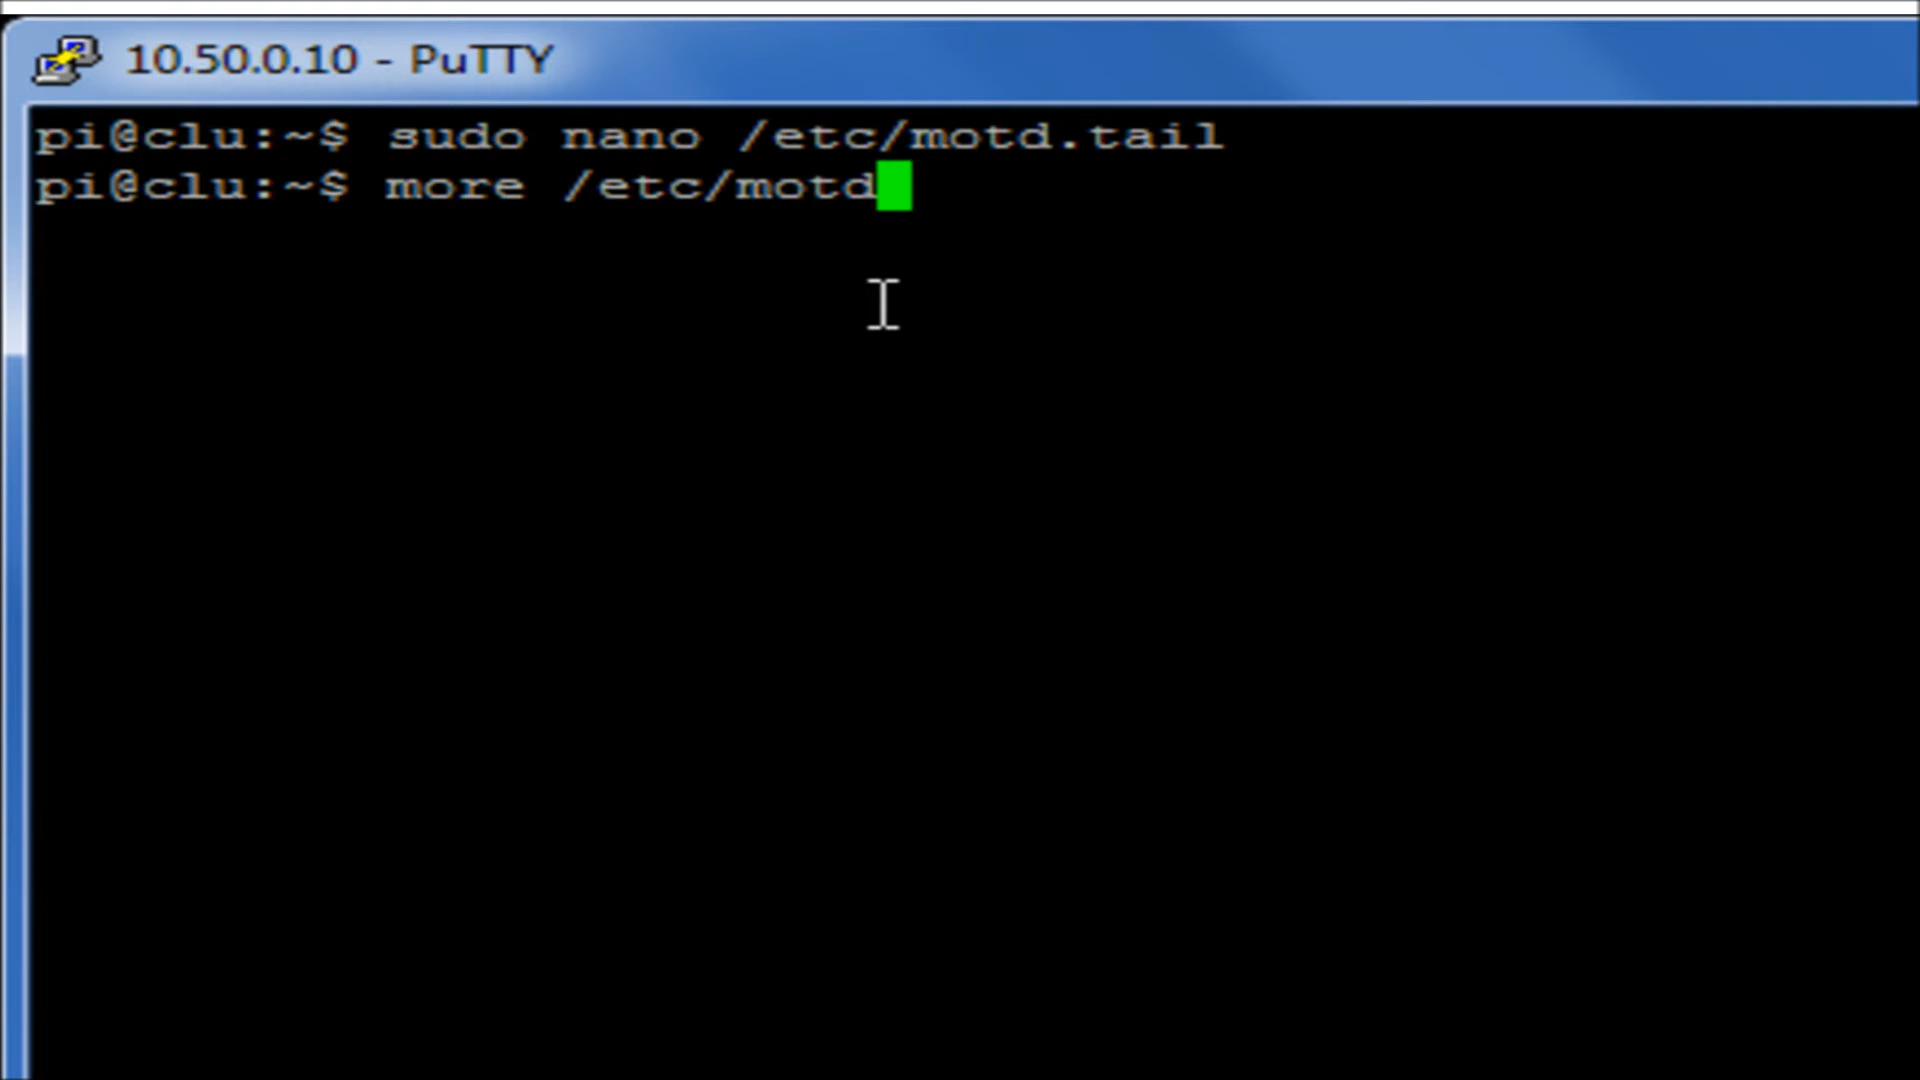 10.50.0.10 - PuTTY
pi@clu:~$ sudo nano /etc/motd.tail
pi@clu:~$ more /etc/motd